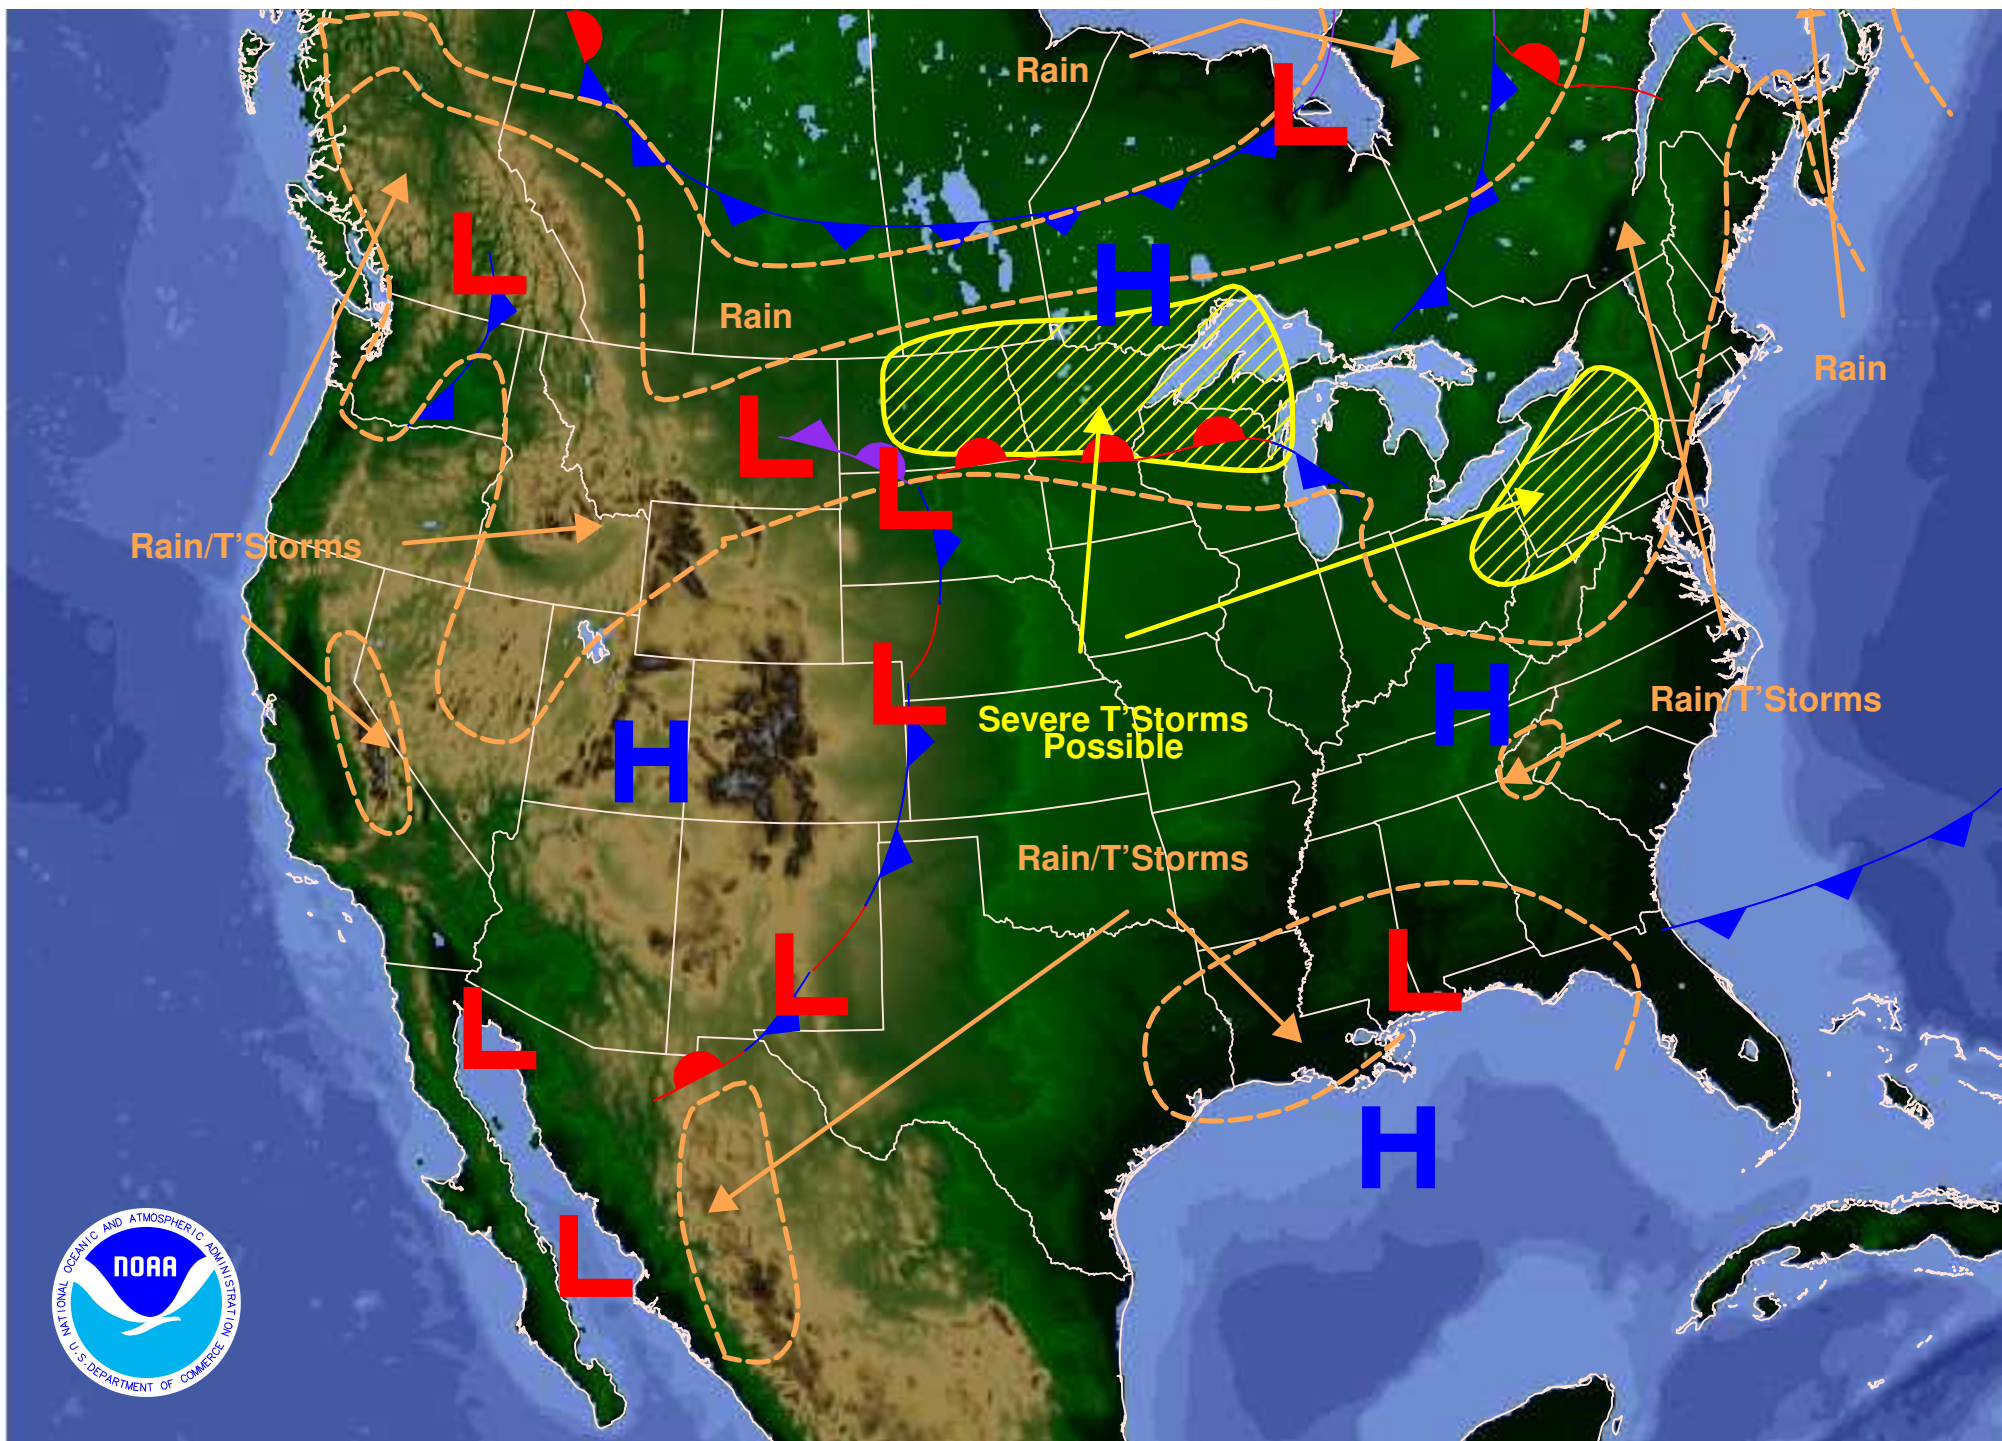 Rain
L
L
H
Rain
Rain
L
L
Rain/T'Storms
L
H
Rain/T'Storms
Severe T'Storms
Possible
H
Rain/T'Storms
L
L
L
H
L
NATIONAL OCEANIC AND ATMOSPHERIC ADMINISTRATION
NOAA
U.S. DEPARTMENT OF COMMERCE